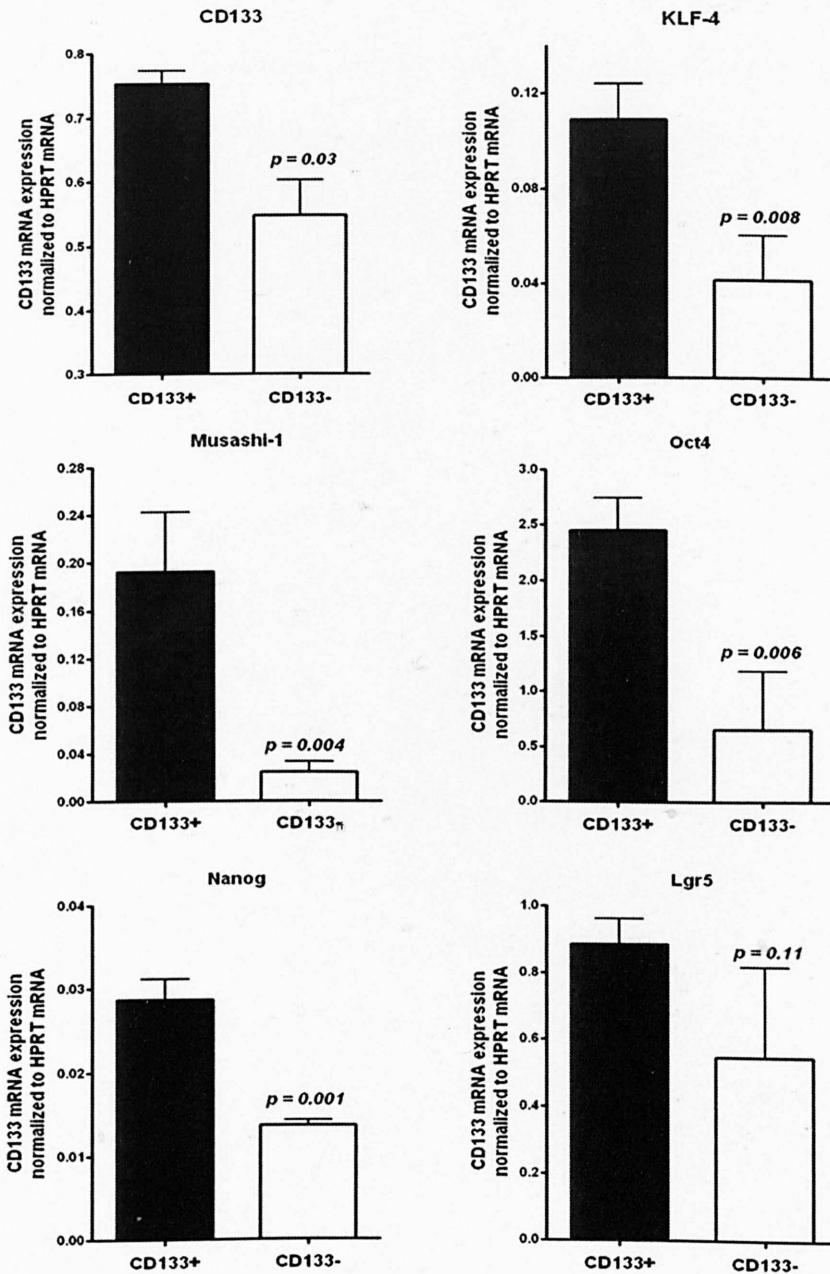 CD133
CD133 mRNA expression
normalized to HPRT mRNA
0.8
0.7
0.6
0.5
0.4
0.3
p = 0.03
CD133+
CD133-
KLF-4
CD133 mRNA expression
normalized to HPRT mRNA
0.12
0.08
0.04
0.00
p = 0.008
CD133+
CD133-
Musashi-1
CD133 mRNA expression
normalized to HPRT mRNA
0.28
0.24
0.20
0.16
0.12
0.08
0.04
0.00
p = 0.004
CD133+
CD133-
Oct4
CD133 mRNA expression
normalized to HPRT mRNA
3.0
2.5
2.0
1.5
1.0
0.5
0.0
p = 0.006
CD133+
CD133-
Nanog
CD133 mRNA expression
normalized to HPRT mRNA
0.04
0.03
0.02
0.01
0.00
p = 0.001
CD133+
CD133-
Lgr5
CD133 mRNA expression
normalized to HPRT mRNA
1.0
0.8
0.6
0.4
0.2
0.0
p = 0.11
CD133+
CD133-